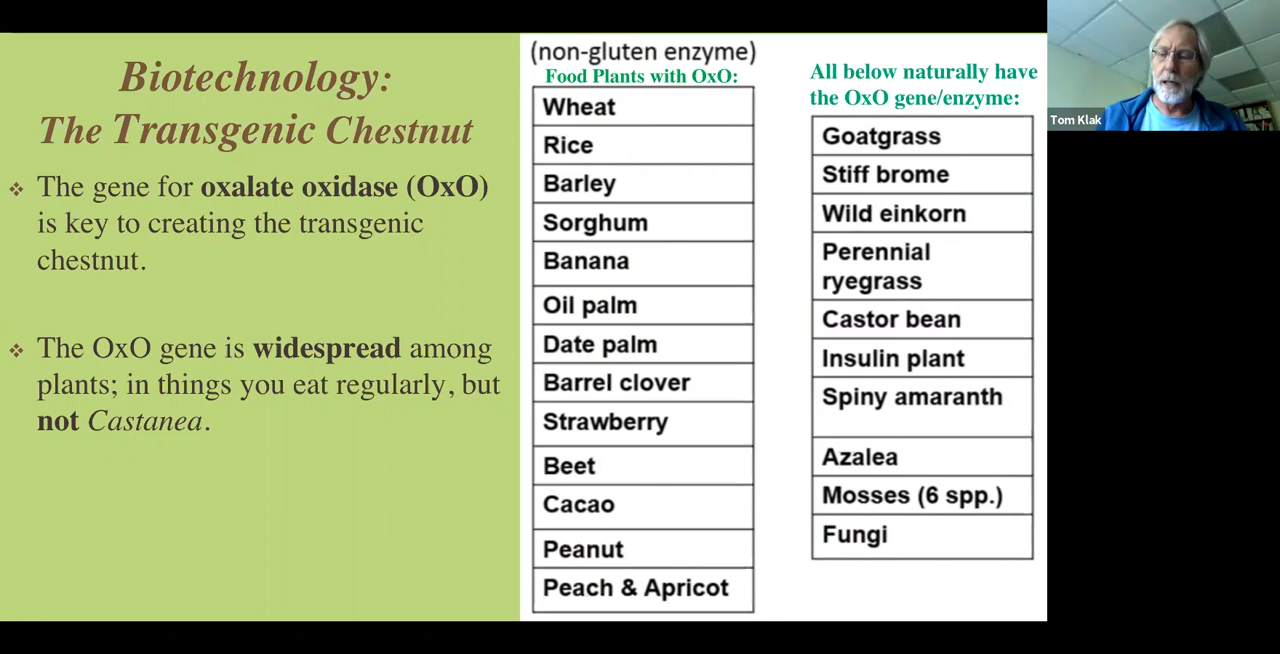 Biotechnology:
The Transgenic Chestnut
❖ The gene for oxalate oxidase (OxO)
is key to creating the transgenic
chestnut.
❖ The OxO gene is widespread among
plants; in things you eat regularly, but
not Castanea.
(non-gluten enzyme)
Food Plants with OxO:
Wheat
Rice
Barley
Sorghum
Banana
Oil palm
Date palm
Barrel clover
Strawberry
Beet
Cacao
Peanut
Peach & Apricot
All below naturally have
the OxO gene/enzyme:
Goatgrass
Stiff brome
Wild einkorn
Perennial
ryegrass
Castor bean
Insulin plant
Spiny amaranth
Azalea
Mosses (6 spp.)
Fungi
Tom Klak